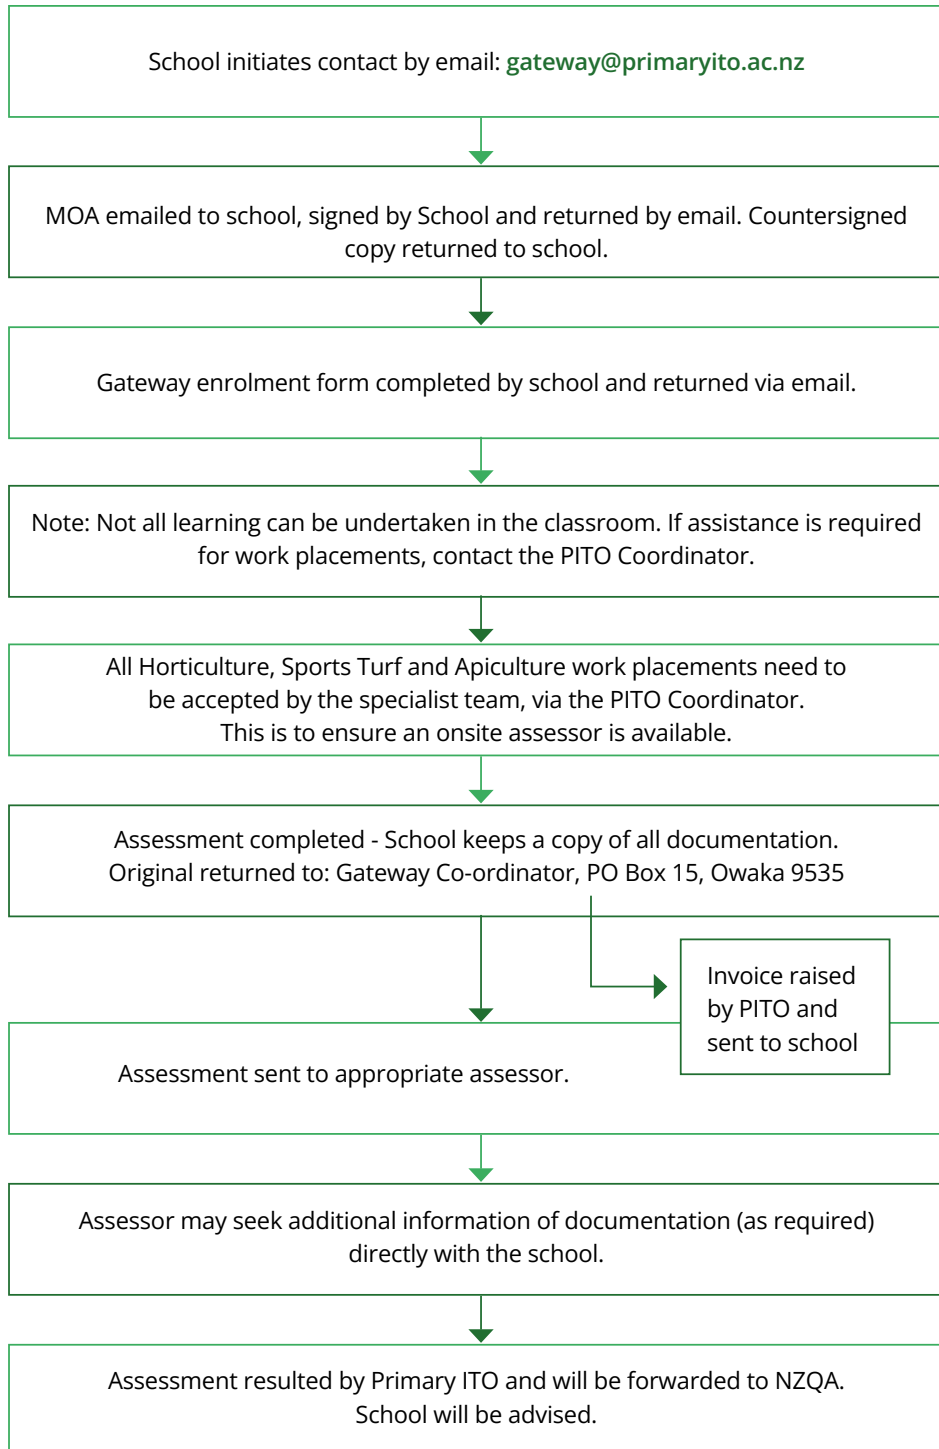 School initiates contact by email: gateway@primaryito.ac.nz
MOA emailed to school, signed by School and returned by email. Countersigned
copy returned to school.
Gateway enrolment form completed by school and returned via email.
Note: Not all learning can be undertaken in the classroom. If assistance is required
for work placements, contact the PITO Coordinator.
All Horticulture, Sports Turf and Apiculture work placements need to
be accepted by the specialist team, via the PITO Coordinator.
This is to ensure an onsite assessor is available.
Assessment completed - School keeps a copy of all documentation.
Original returned to: Gateway Co-ordinator, PO Box 15, Owaka 9535
Invoice raised
by PITO and
sent to school
Assessment sent to appropriate assessor.
Assessor may seek additional information of documentation (as required)
directly with the school.
Assessment resulted by Primary ITO and will be forwarded to NZQA.
School will be advised.